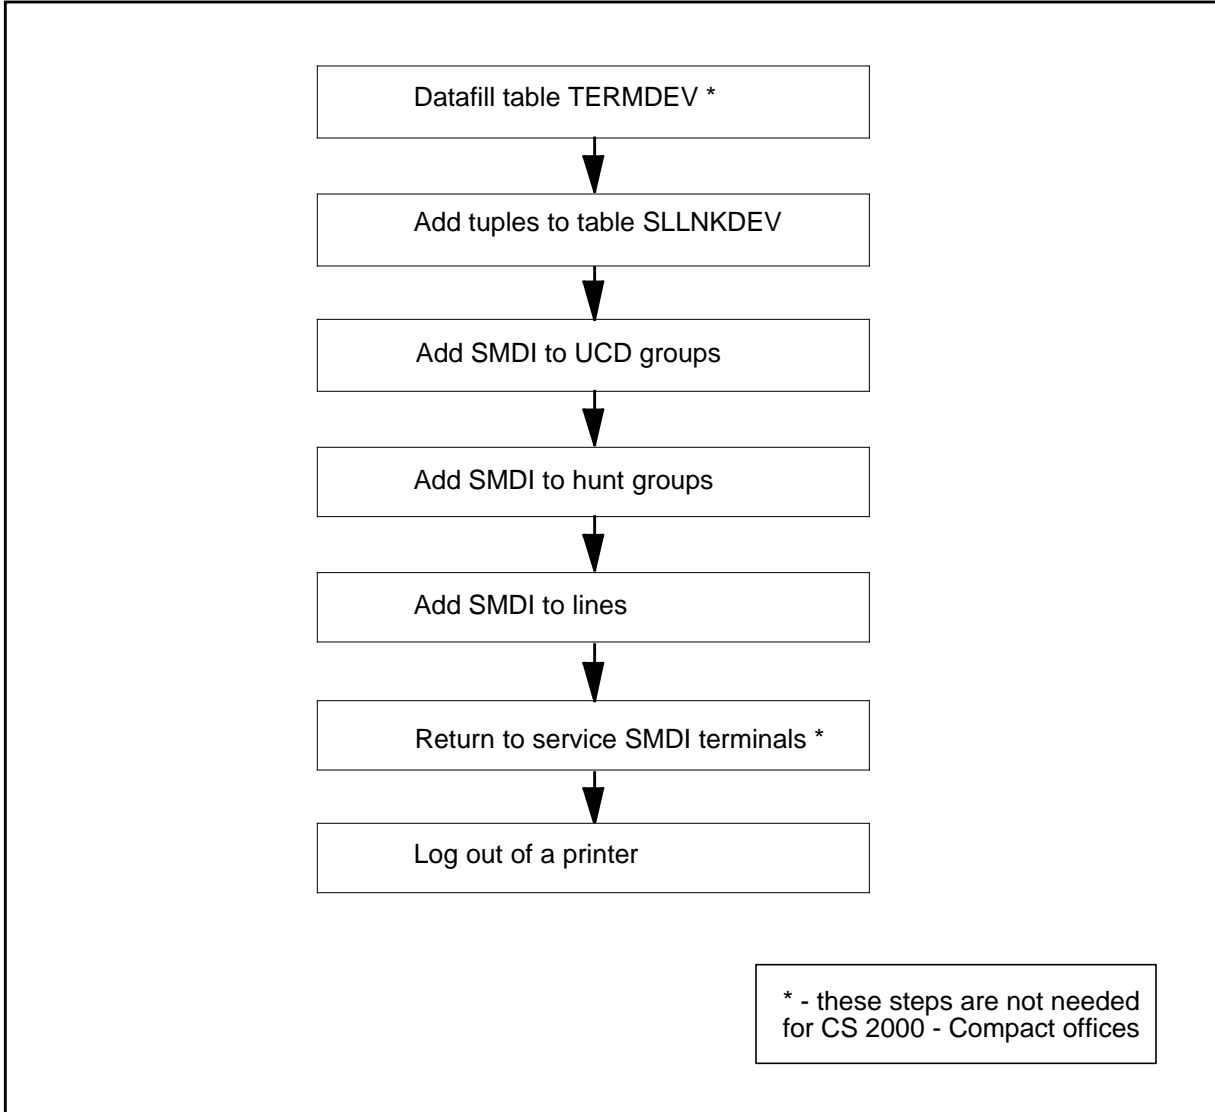 Datafill table TERMDEV *
Add tuples to table SLLNKDEV
Add SMDI to UCD groups
Add SMDI to hunt groups
Add SMDI to lines
Return to service SMDI terminals *
Log out of a printer
* - these steps are not needed
for CS 2000 - Compact offices